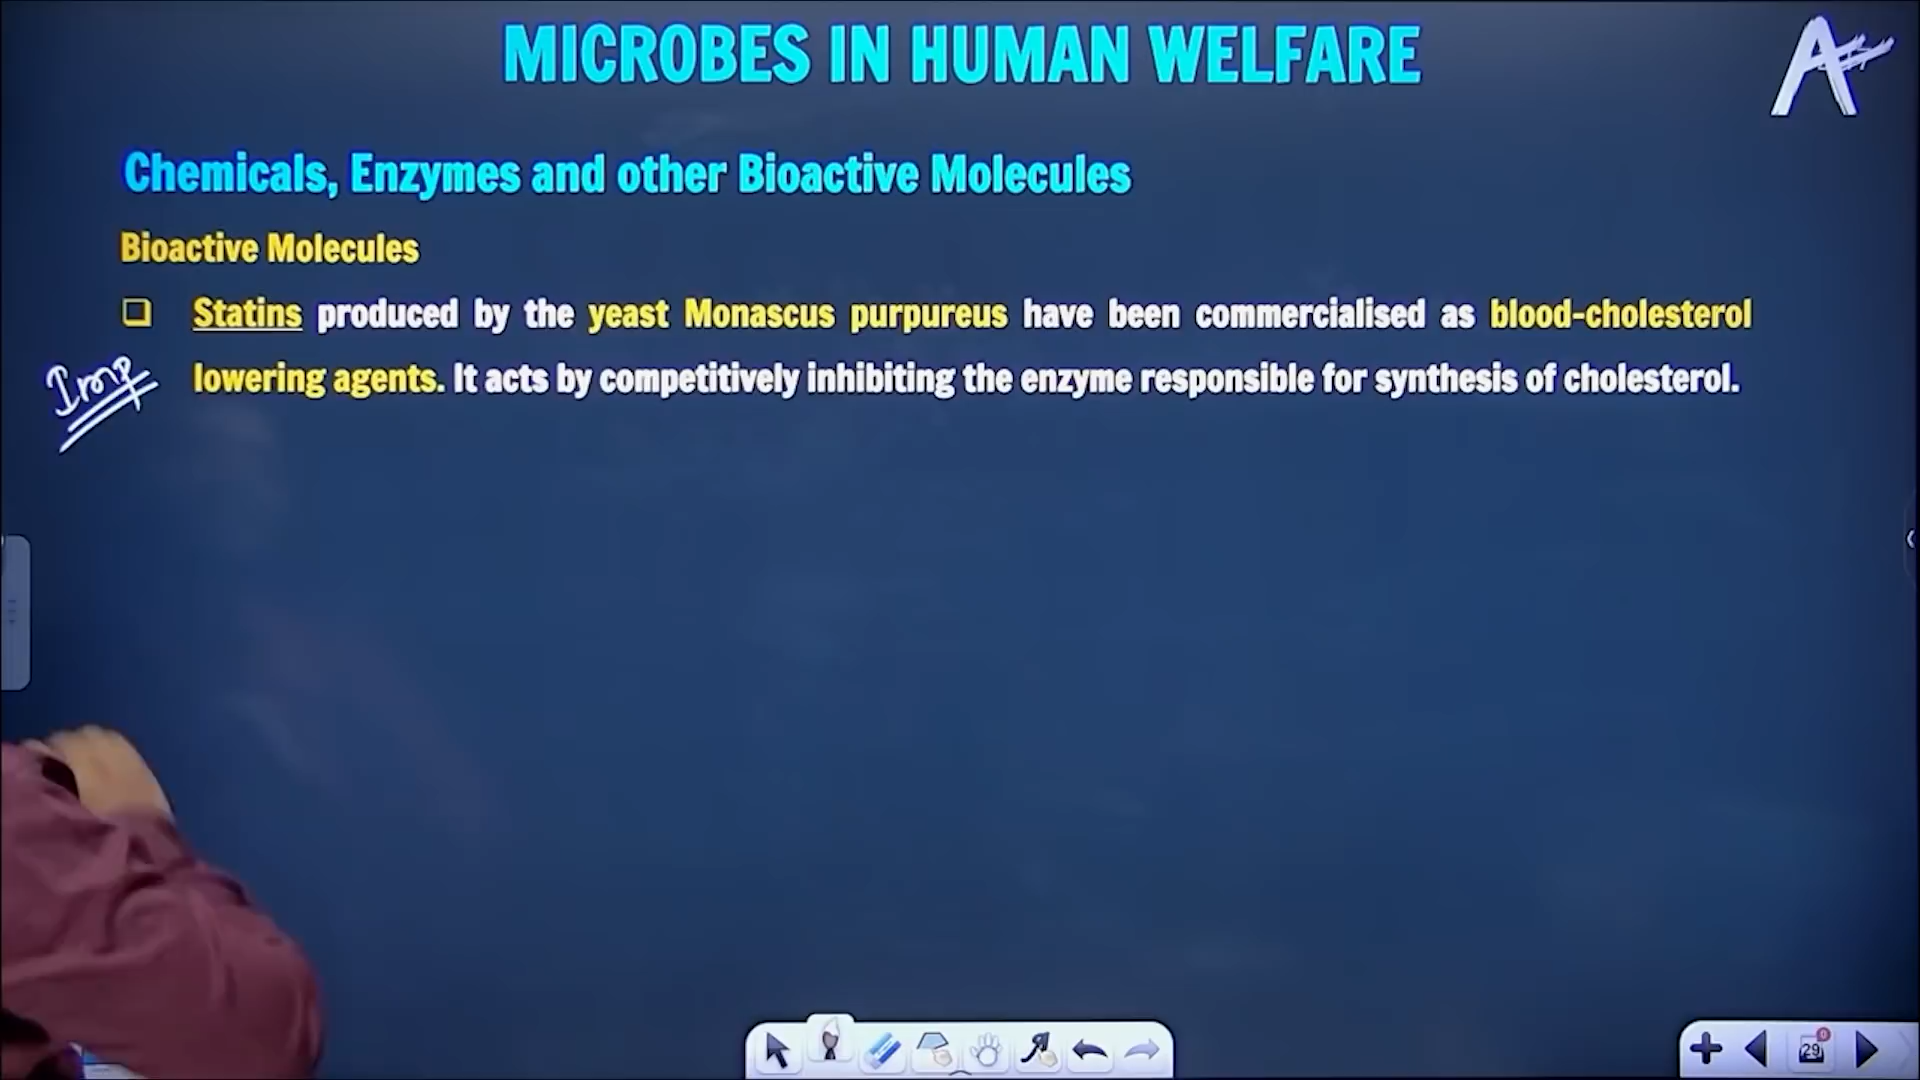 MICROBES IN HUMAN WELFARE
A++
Chemicals, Enzymes and other Bioactive Molecules
Bioactive Molecules
Statins produced by the yeast Monascus purpureus have been commercialised as blood-cholesterol
Imp
lowering agents. It acts by competitively inhibiting the enzyme responsible for synthesis of cholesterol.
29
0